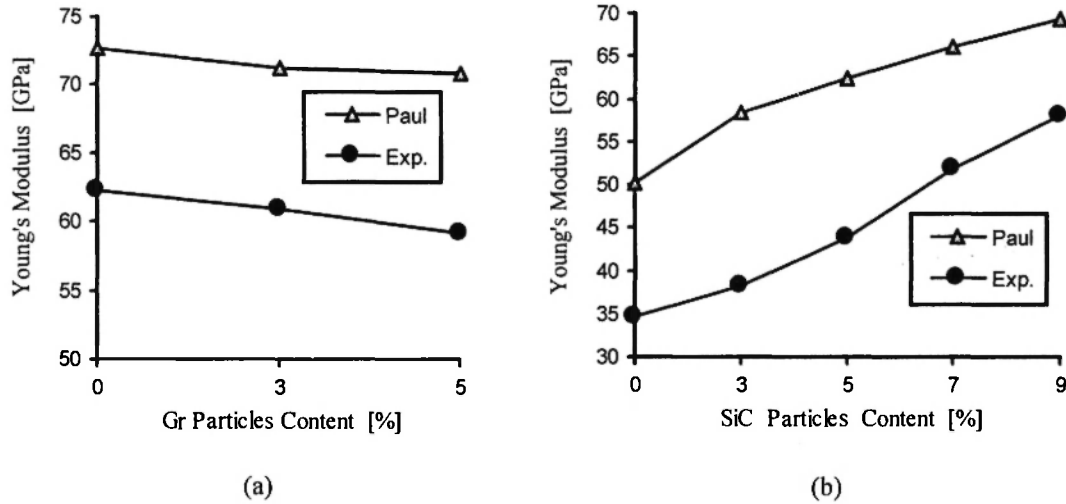 75
70
65
60
55
50
Young's Modulus [GPa]
Paul
Exp.
0 3 5
Gr Particles Content [%]
(a)
70
65
60
55
50
45
40
35
30
Young's Modulus [GPa]
Paul
Exp.
0 3 5 7 9
SiC Particles Content [%]
(b)